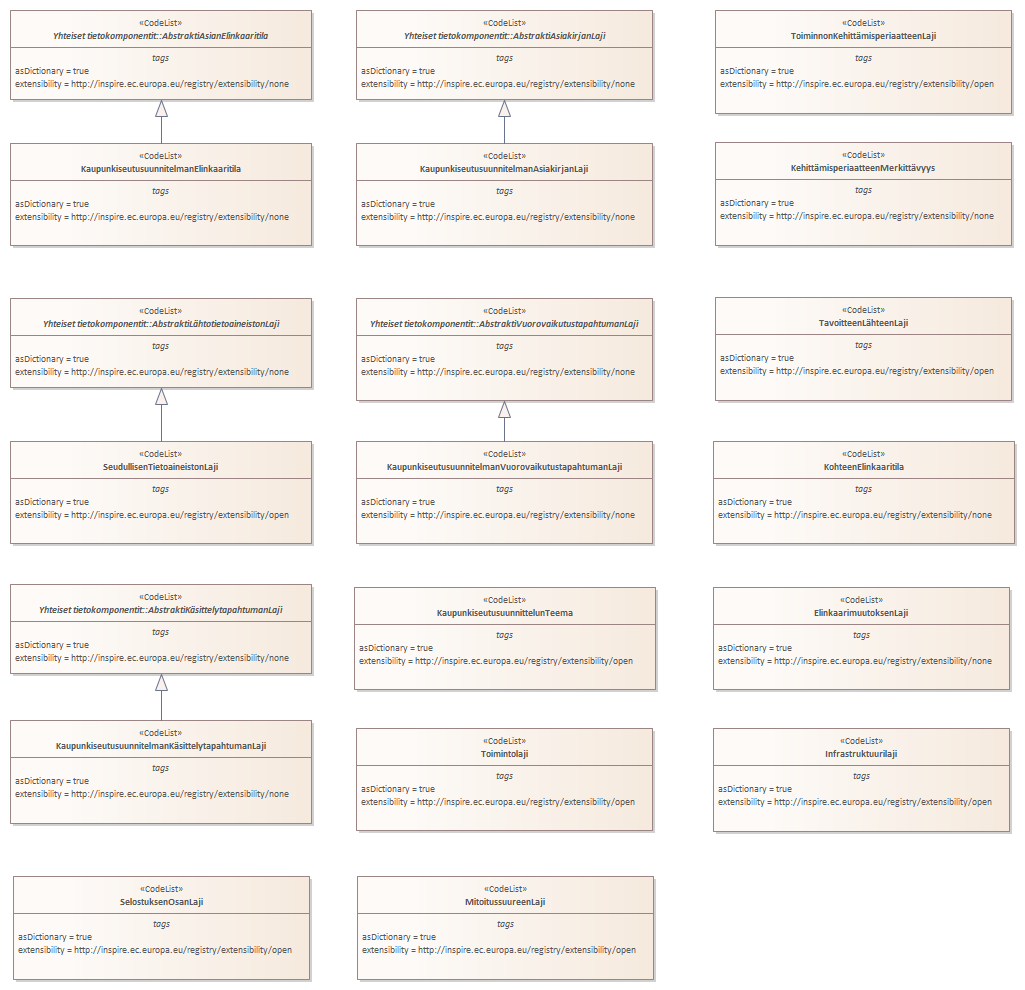 «CodeList»
Yhteiset tietokomponentit::AbstraktiAsianElinkaaritila
tags
asDictionary = true
extensibility = http://inspire.ec.europa.eu/registry/extensibility/none
«CodeList»
Yhteiset tietokomponentit::AbstraktiAsiakirjanLaji
tags
asDictionary = true
extensibility = http://inspire.ec.europa.eu/registry/extensibility/none
«CodeList»
ToiminnonKehittämisperiaatteenLaji
tags
asDictionary = true
extensibility = http://inspire.ec.europa.eu/registry/extensibility/open
«CodeList»
KaupunkiseutusuunnitelmanElinkaaritila
tags
asDictionary = true
extensibility = http://inspire.ec.europa.eu/registry/extensibility/none
«CodeList»
KaupunkiseutusuunnitelmanAsiakirjanLaji
tags
asDictionary = true
extensibility = http://inspire.ec.europa.eu/registry/extensibility/none
«CodeList»
KehittämisperiaatteenMerkittävyys
tags
asDictionary = true
extensibility = http://inspire.ec.europa.eu/registry/extensibility/none
«CodeList»
Yhteiset tietokomponentit::AbstraktiLähtötietoaineistonLaji
tags
asDictionary = true
extensibility = http://inspire.ec.europa.eu/registry/extensibility/none
«CodeList»
Yhteiset tietokomponentit::AbstraktiVuorovaikutustapahtumanLaji
tags
asDictionary = true
extensibility = http://inspire.ec.europa.eu/registry/extensibility/none
«CodeList»
TavoitteenLähteenLaji
tags
asDictionary = true
extensibility = http://inspire.ec.europa.eu/registry/extensibility/open
«CodeList»
SeudullisenTietoaineistonLaji
tags
asDictionary = true
extensibility = http://inspire.ec.europa.eu/registry/extensibility/open
«CodeList»
KaupunkiseutusuunnitelmanVuorovaikutustapahtumanLaji
tags
asDictionary = true
extensibility = http://inspire.ec.europa.eu/registry/extensibility/none
«CodeList»
KohteenElinkaaritila
tags
asDictionary = true
extensibility = http://inspire.ec.europa.eu/registry/extensibility/none
«CodeList»
Yhteiset tietokomponentit::AbstraktiKäsittelytapahtumanLaji
tags
asDictionary = true
extensibility = http://inspire.ec.europa.eu/registry/extensibility/none
«CodeList»
KaupunkiseutusuunnittelunTeema
tags
asDictionary = true
extensibility = http://inspire.ec.europa.eu/registry/extensibility/open
«CodeList»
ElinkaarimuutoksenLaji
tags
asDictionary = true
extensibility = http://inspire.ec.europa.eu/registry/extensibility/none
«CodeList»
KaupunkiseutusuunnitelmanKäsittelytapahtumanLaji
tags
asDictionary = true
extensibility = http://inspire.ec.europa.eu/registry/extensibility/none
«CodeList»
Toimintolaji
tags
asDictionary = true
extensibility = http://inspire.ec.europa.eu/registry/extensibility/open
«CodeList»
Infrastruktuurilaji
tags
asDictionary = true
extensibility = http://inspire.ec.europa.eu/registry/extensibility/open
«CodeList»
SelostuksenOsanLaji
tags
asDictionary = true
extensibility = http://inspire.ec.europa.eu/registry/extensibility/open
«CodeList»
MitoitussuureenLaji
tags
asDictionary = true
extensibility = http://inspire.ec.europa.eu/registry/extensibility/open